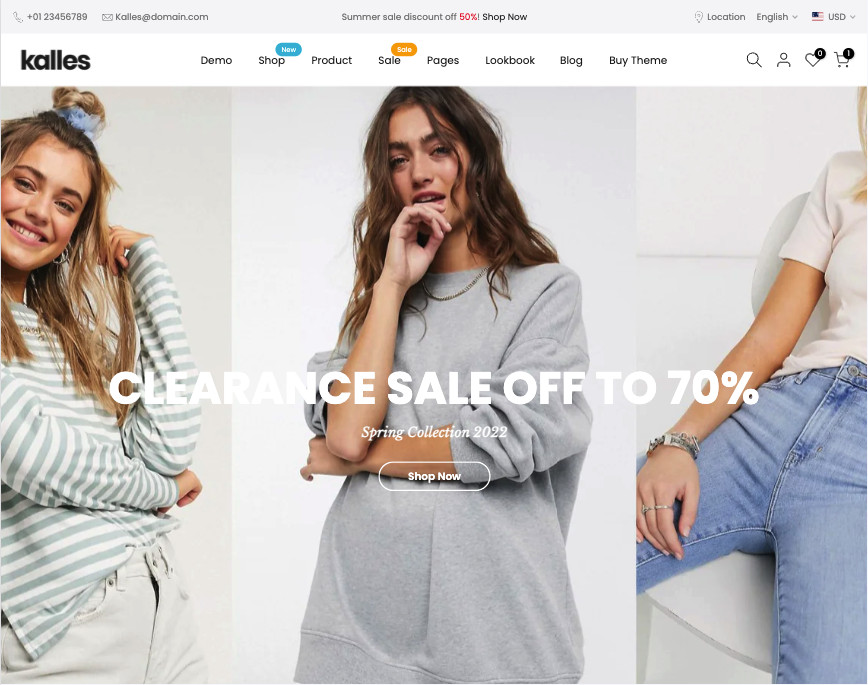 +01 23456789 Kalles@domain.com Summer sale discount off 50%! Shop Now Location English USD
New Sale
kalles Demo Shop Product Sale Pages Lookbook Blog Buy Theme 0 1
CLEARANCE SALE OFF TO 70%
Spring Collection 2022
Shop Now